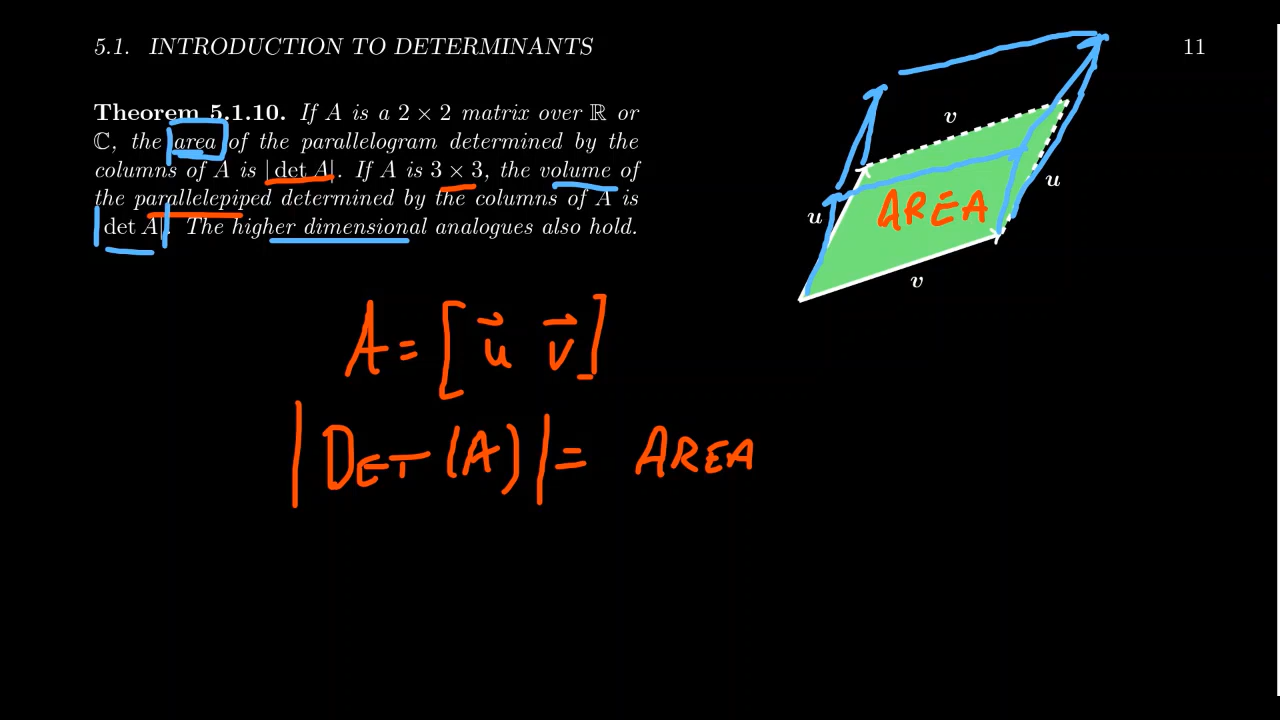 5.1. INTRODUCTION TO DETERMINANTS 11
Theorem 5.1.10. If A is a 2 × 2 matrix over ℝ or
ℂ, the area of the parallelogram determined by the
columns of A is |det A|. If A is 3 × 3, the volume of
the parallelepiped determined by the columns of A is
|det A|. The higher dimensional analogues also hold.
v
u
u
AREA
v
A = [u⃗ v⃗]
|DET(A)| = AREA